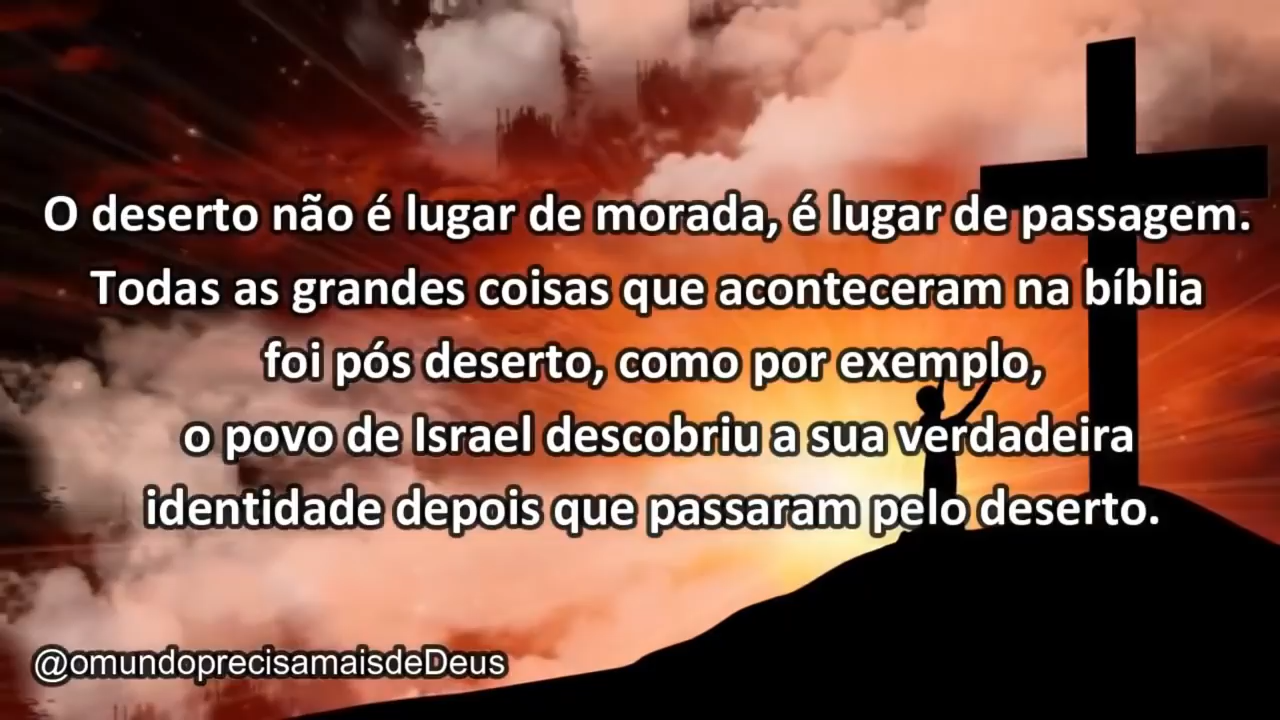 O deserto não é lugar de morada, é lugar de passagem.
Todas as grandes coisas que aconteceram na bíblia
foi pós deserto, como por exemplo,
o povo de Israel descobriu a sua verdadeira
identidade depois que passaram pelo deserto.
@omundoprecisamaisdeDeus